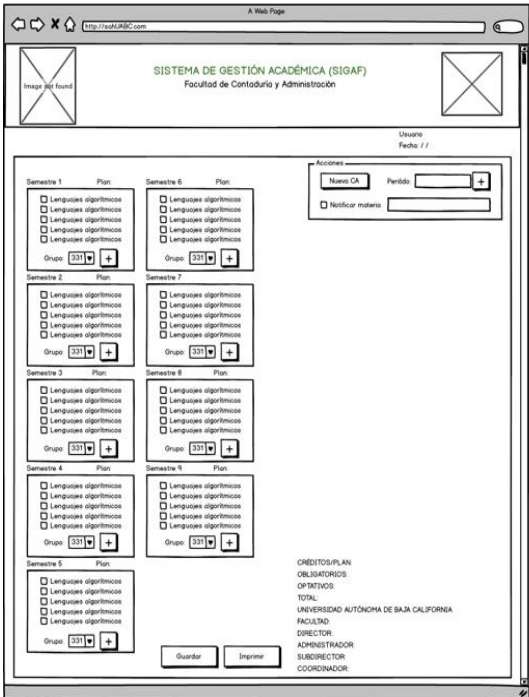 A Web Page
http://sahUABC.com
Image not found
SISTEMA DE GESTIÓN ACADÉMICA (SIGAF)
Facultad de Contaduría y Administración
Usuario
Fecha: / /
Acciones
Nueva CA
Periódo:
+
Notificar materia
Semestre 1 Plan:
Lenguajes algorítmicos
Lenguajes algorítmicos
Lenguajes algorítmicos
Lenguajes algorítmicos
Lenguajes algorítmicos
Grupo: 331 +
Semestre 2 Plan:
Lenguajes algorítmicos
Lenguajes algorítmicos
Lenguajes algorítmicos
Lenguajes algorítmicos
Lenguajes algorítmicos
Grupo: 331 +
Semestre 3 Plan:
Lenguajes algorítmicos
Lenguajes algorítmicos
Lenguajes algorítmicos
Lenguajes algorítmicos
Lenguajes algorítmicos
Grupo: 331 +
Semestre 4 Plan:
Lenguajes algorítmicos
Lenguajes algorítmicos
Lenguajes algorítmicos
Lenguajes algorítmicos
Lenguajes algorítmicos
Grupo: 331 +
Semestre 5 Plan:
Lenguajes algorítmicos
Lenguajes algorítmicos
Lenguajes algorítmicos
Lenguajes algorítmicos
Lenguajes algorítmicos
Grupo: 331 +
Semestre 6 Plan:
Lenguajes algorítmicos
Lenguajes algorítmicos
Lenguajes algorítmicos
Lenguajes algorítmicos
Lenguajes algorítmicos
Grupo: 331 +
Semestre 7 Plan:
Lenguajes algorítmicos
Lenguajes algorítmicos
Lenguajes algorítmicos
Lenguajes algorítmicos
Lenguajes algorítmicos
Grupo: 331 +
Semestre 8 Plan:
Lenguajes algorítmicos
Lenguajes algorítmicos
Lenguajes algorítmicos
Lenguajes algorítmicos
Lenguajes algorítmicos
Grupo: 331 +
Semestre 9 Plan:
Lenguajes algorítmicos
Lenguajes algorítmicos
Lenguajes algorítmicos
Lenguajes algorítmicos
Lenguajes algorítmicos
Grupo: 331 +
Guardar
Imprimir
CRÉDITOS/PLAN:
OBLIGATORIOS:
OPTATIVOS:
TOTAL:
UNIVERSIDAD AUTÓNOMA DE BAJA CALIFORNIA
FACULTAD:
DIRECTOR:
ADMINISTRADOR:
SUBDIRECTOR:
COORDINADOR: